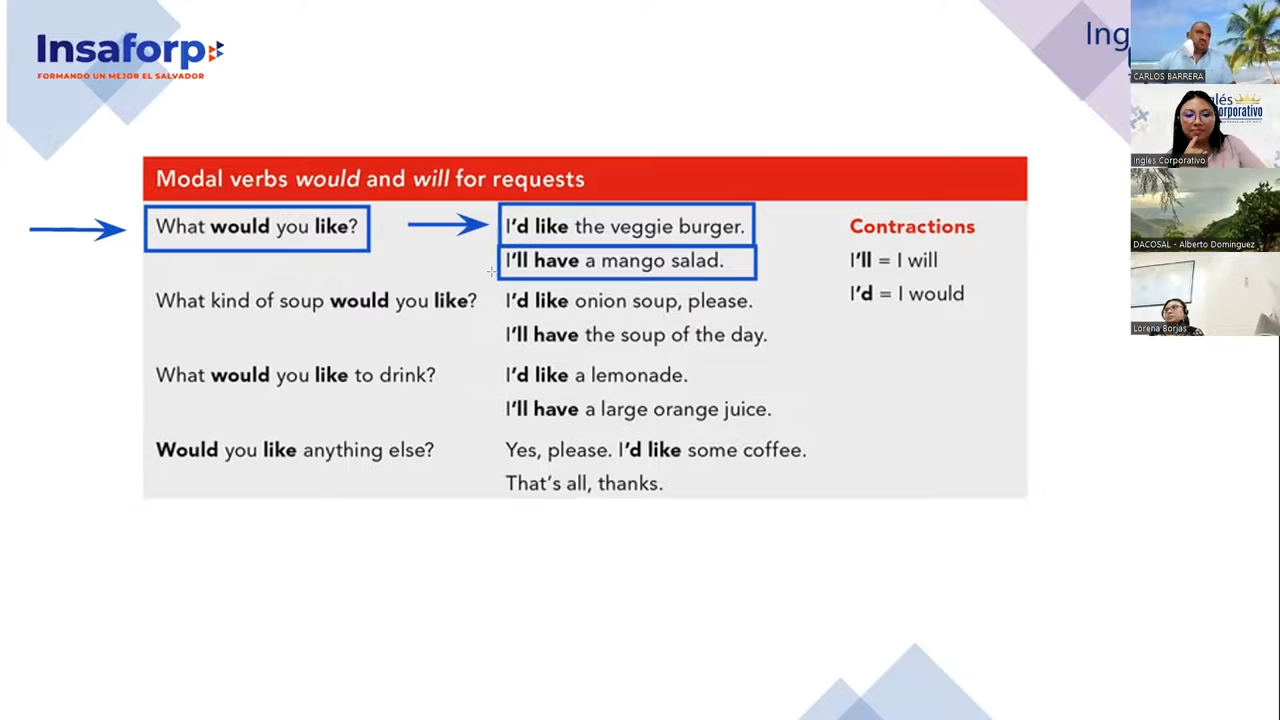 Insaforp
FORMANDO UN MEJOR EL SALVADOR
Ing
CARLOS BARRERA
glés
orporativo
Ingles Corporativo
DACOSAL - Alberto Dominguez
Lorena Borjas
Modal verbs would and will for requests
What would you like?
I'd like the veggie burger.
I'll have a mango salad.
What kind of soup would you like?
I'd like onion soup, please.
I'll have the soup of the day.
What would you like to drink?
I'd like a lemonade.
I'll have a large orange juice.
Would you like anything else?
Yes, please. I'd like some coffee.
That's all, thanks.
Contractions
I'll = I will
I'd = I would